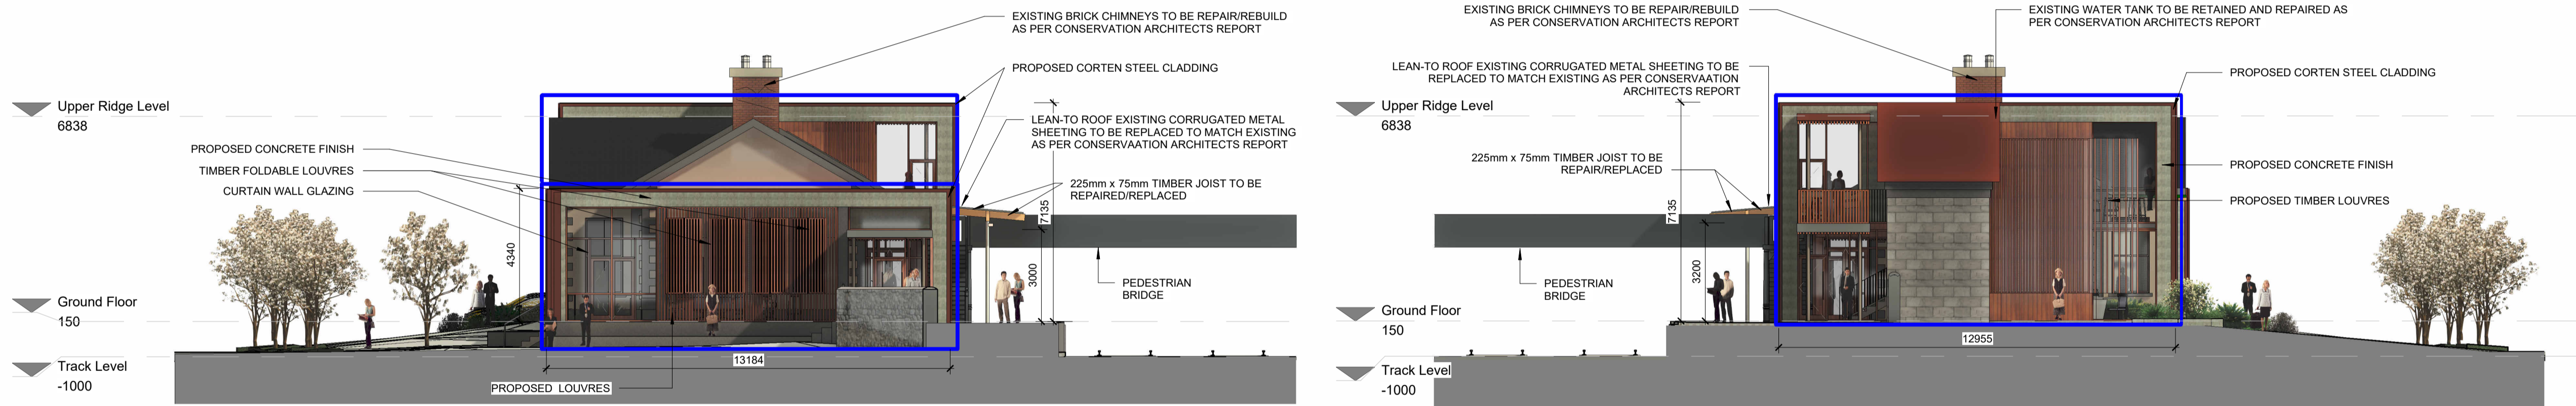 EXISTING BRICK CHIMNEYS TO BE REPAIR/REBUILD
AS PER CONSERVATION ARCHITECTS REPORT
PROPOSED CORTEN STEEL CLADDING
Upper Ridge Level
6838
LEAN-TO ROOF EXISTING CORRUGATED METAL
SHEETING TO BE REPLACED TO MATCH EXISTING
AS PER CONSERVAATION ARCHITECTS REPORT
PROPOSED CONCRETE FINISH
TIMBER FOLDABLE LOUVRES
CURTAIN WALL GLAZING
225mm x 75mm TIMBER JOIST TO BE
REPAIRED/REPLACED
7135
4340
3000
PEDESTRIAN
BRIDGE
Ground Floor
150
13184
Track Level
-1000
PROPOSED LOUVRES
EXISTING BRICK CHIMNEYS TO BE REPAIR/REBUILD
AS PER CONSERVATION ARCHITECTS REPORT
EXISTING WATER TANK TO BE RETAINED AND REPAIRED AS
PER CONSERVATION ARCHITECTS REPORT
LEAN-TO ROOF EXISTING CORRUGATED METAL SHEETING TO BE
REPLACED TO MATCH EXISTING AS PER CONSERVAATION
ARCHITECTS REPORT
PROPOSED CORTEN STEEL CLADDING
Upper Ridge Level
6838
225mm x 75mm TIMBER JOIST TO BE
REPAIR/REPLACED
PROPOSED CONCRETE FINISH
PROPOSED TIMBER LOUVRES
7135
3200
PEDESTRIAN
BRIDGE
Ground Floor
150
12955
Track Level
-1000